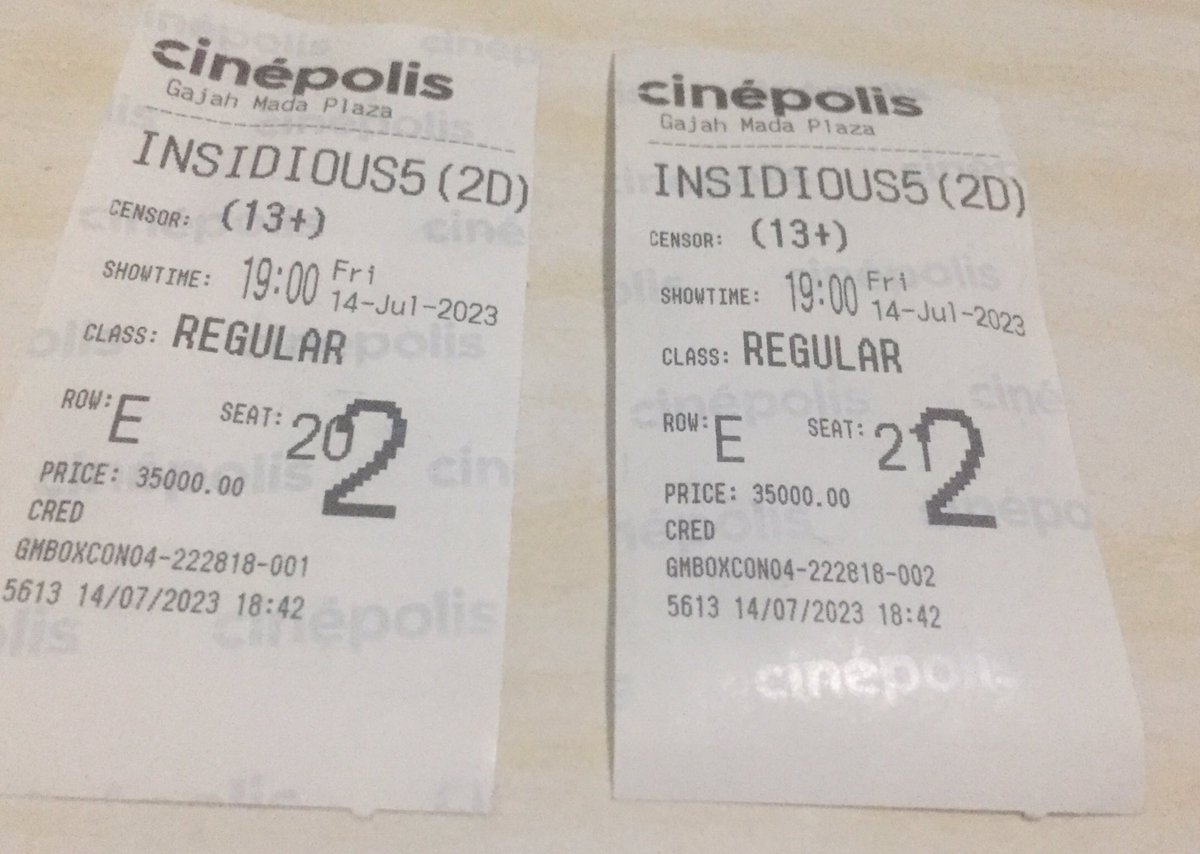 cinépolis
Gajah Mada Plaza
INSIDIOUS5(2D)
CENSOR: (13+)
SHOWTIME: 19:00 Fri
14-Jul-2023
CLASS: REGULAR
ROW: E SEAT: 20 2
PRICE: 35000.00
CRED
GMBOXCON04-222818-001
5613 14/07/2023 18:42
cinépolis
Gajah Mada Plaza
INSIDIOUS5(2D)
CENSOR: (13+)
SHOWTIME: 19:00 Fri
14-Jul-2023
CLASS: REGULAR
ROW: E SEAT: 21 2
PRICE: 35000.00
CRED
GMBOXCON04-222818-002
5613 14/07/2023 18:42
cinépolis